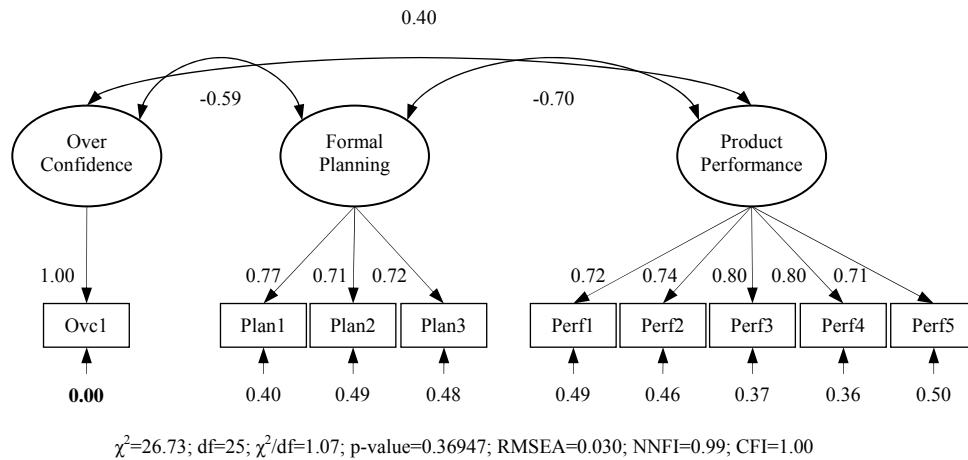 0.40
-0.59 -0.70
Over Confidence
Formal Planning
Product Performance
1.00 0.77 0.71 0.72 0.72 0.74 0.80 0.80 0.71
Ovc1 Plan1 Plan2 Plan3 Perf1 Perf2 Perf3 Perf4 Perf5
0.00 0.40 0.49 0.48 0.49 0.46 0.37 0.36 0.50
χ²=26.73; df=25; χ²/df=1.07; p-value=0.36947; RMSEA=0.030; NNFI=0.99; CFI=1.00